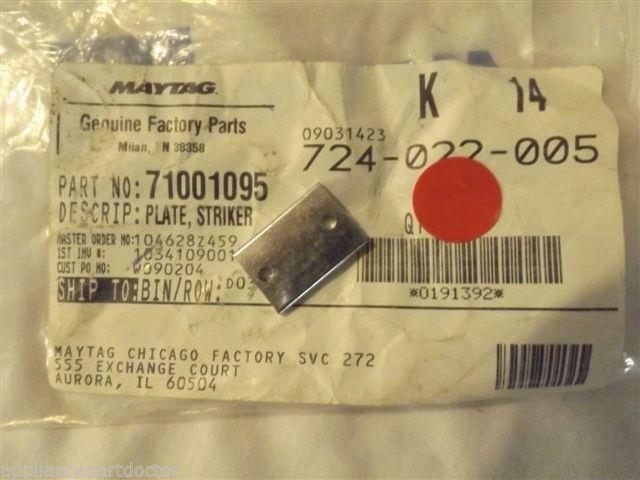 MAYTAG
Genuine Factory Parts
Milan, N 38358
K 14
09031423
724-022-005
PART NO: 71001095
DESCRIP: PLATE, STRIKER
MASTER ORDER NO: 104628Z459
1ST INV #: 1034109001
CUST PO NO: W090204
SHIP TO: BIN/ROW:
*0191392*
MAYTAG CHICAGO FACTORY SVC 272
555 EXCHANGE COURT
AURORA, IL 60504
appliancepartdoctor